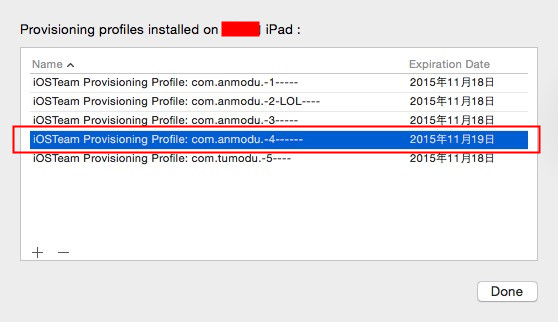 Provisioning profiles installed on iPad :
Name Expiration Date
iOSTeam Provisioning Profile: com.anmodu.-1----- 2015年11月18日
iOSTeam Provisioning Profile: com.anmodu.-2-LOL---- 2015年11月18日
iOSTeam Provisioning Profile: com.anmodu.-3----- 2015年11月18日
iOSTeam Provisioning Profile: com.anmodu.-4------ 2015年11月19日
iOSTeam Provisioning Profile: com.tumodu.-5---- 2015年11月18日
+ −
Done